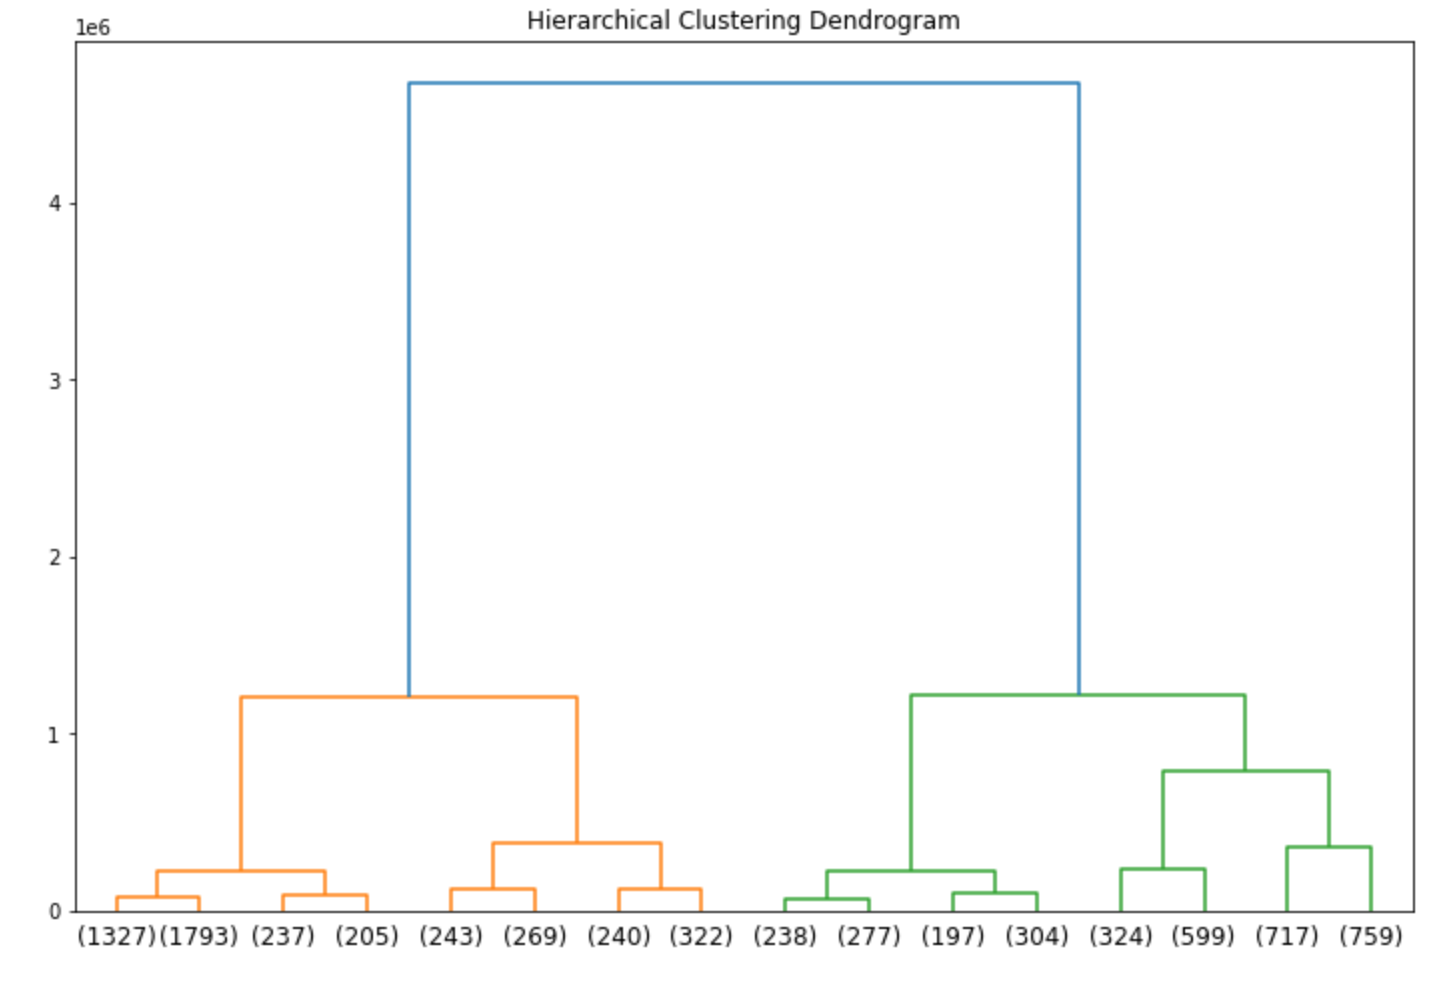 Hierarchical Clustering Dendrogram
1e6
4
3
2
1
0
(1327) (1793) (237) (205) (243) (269) (240) (322) (238) (277) (197) (304) (324) (599) (717) (759)